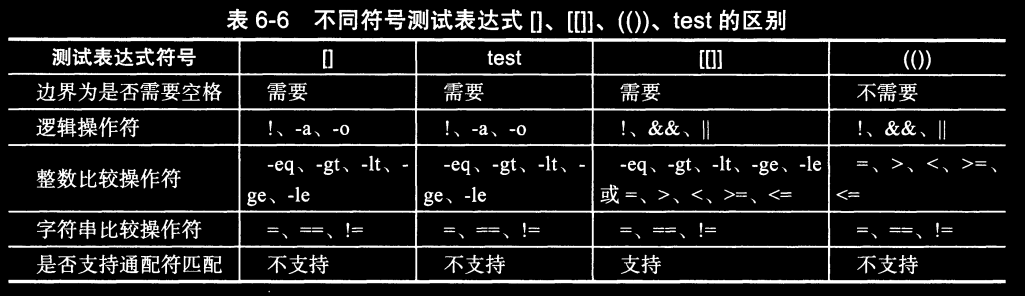 表 6-6 不同符号测试表达式 []、[[]]、(())、test 的区别
测试表达式符号 [] test [[]] (())
边界为是否需要空格 需要 需要 需要 不需要
逻辑操作符 !、-a、-o !、-a、-o !、&&、|| !、&&、||
整数比较操作符 -eq、-gt、-lt、-ge、-le -eq、-gt、-lt、-ge、-le -eq、-gt、-lt、-ge、-le 或 =、>、<、>=、<= =、>、<、>=、<=
字符串比较操作符 =、==、!= =、==、!= =、==、!= =、==、!=
是否支持通配符匹配 不支持 不支持 支持 不支持